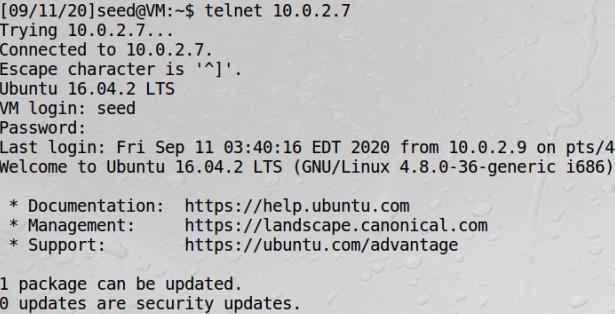 [09/11/20]seed@VM:~$ telnet 10.0.2.7
Trying 10.0.2.7...
Connected to 10.0.2.7.
Escape character is '^]'.
Ubuntu 16.04.2 LTS
VM login: seed
Password:
Last login: Fri Sep 11 03:40:16 EDT 2020 from 10.0.2.9 on pts/4
Welcome to Ubuntu 16.04.2 LTS (GNU/Linux 4.8.0-36-generic i686)
* Documentation:  https://help.ubuntu.com
* Management:     https://landscape.canonical.com
* Support:        https://ubuntu.com/advantage
1 package can be updated.
0 updates are security updates.